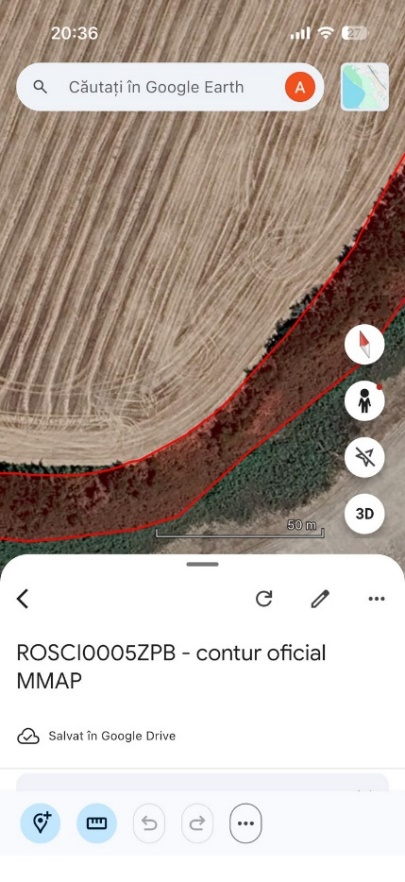 20:36
27
Căutați în Google Earth
A
3D
50 m
ROSCI0005ZPB - contur oficial
MMAP
Salvat în Google Drive